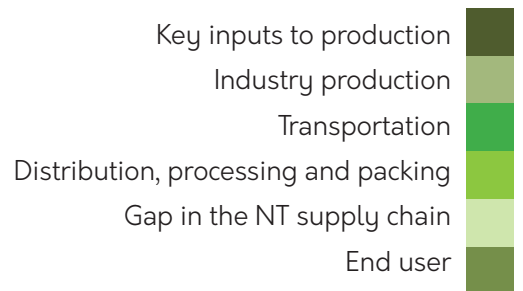 Key inputs to production
Industry production
Transportation
Distribution, processing and packing
Gap in the NT supply chain
End user